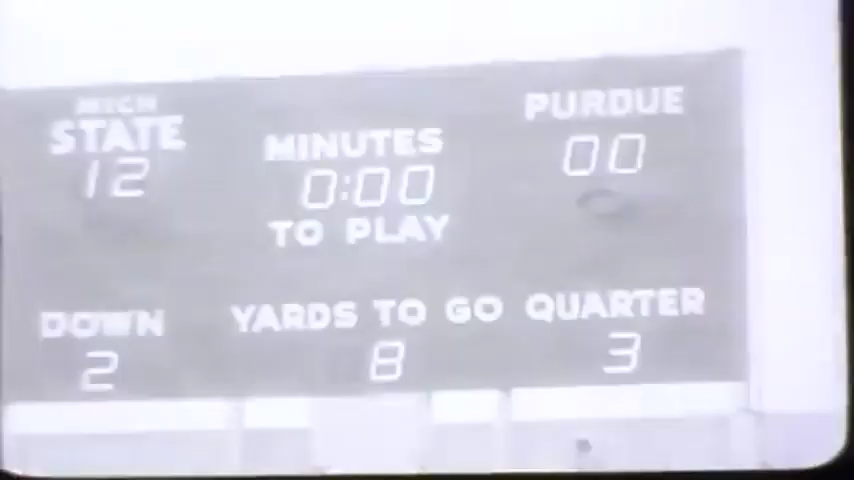 MICH
STATE
12
MINUTES
0:00
TO PLAY
PURDUE
00
DOWN
2
YARDS TO GO
8
QUARTER
3